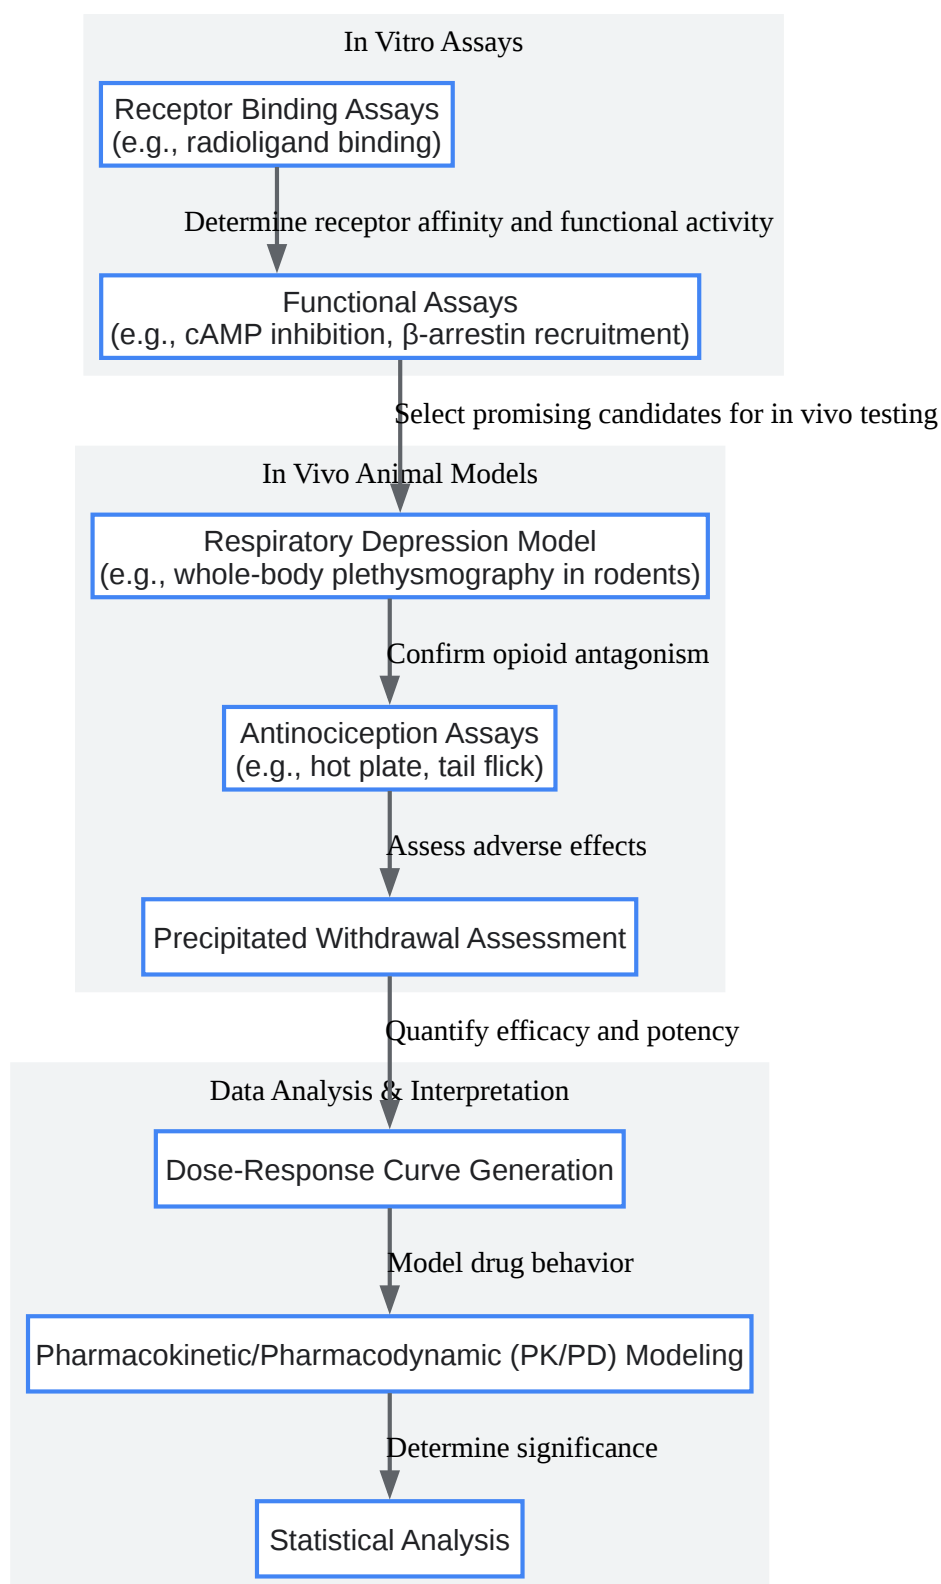 In Vitro Assays
Receptor Binding Assays
(e.g., radioligand binding)
Determine receptor affinity and functional activity
Functional Assays
(e.g., cAMP inhibition, β-arrestin recruitment)
Select promising candidates for in vivo testing
In Vivo Animal Models
Respiratory Depression Model
(e.g., whole-body plethysmography in rodents)
Confirm opioid antagonism
Antinociception Assays
(e.g., hot plate, tail flick)
Assess adverse effects
Precipitated Withdrawal Assessment
Quantify efficacy and potency
Data Analysis & Interpretation
Dose-Response Curve Generation
Model drug behavior
Pharmacokinetic/Pharmacodynamic (PK/PD) Modeling
Determine significance
Statistical Analysis